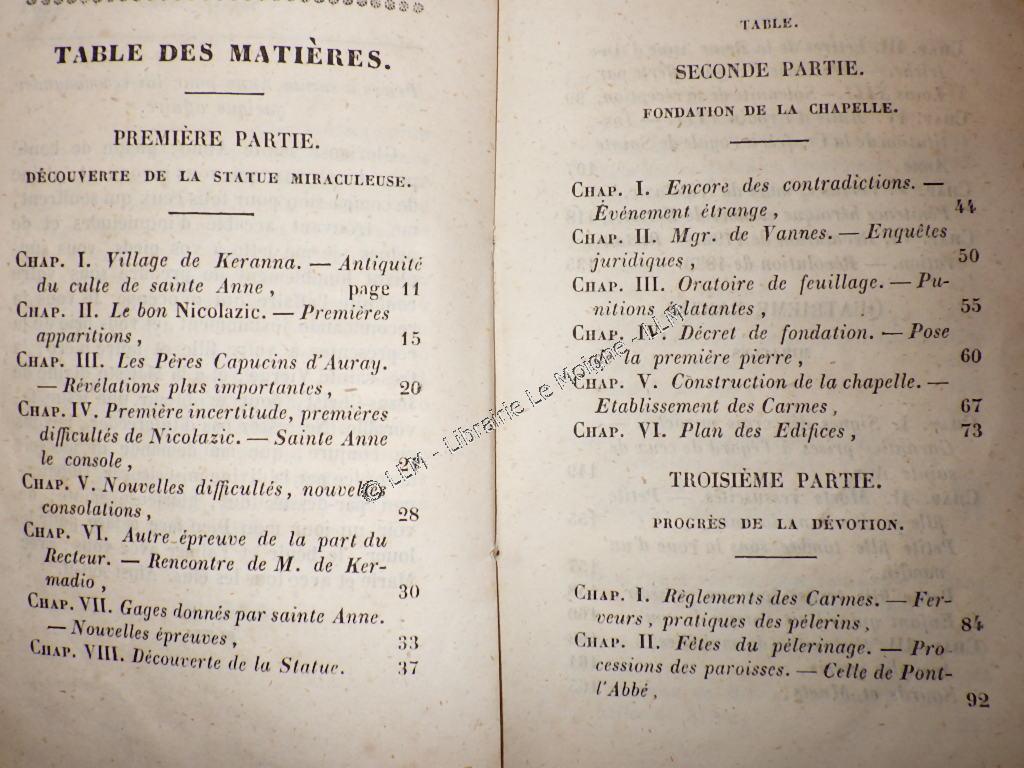 TABLE DES MATIÈRES.
PREMIÈRE PARTIE.
DÉCOUVERTE DE LA STATUE MIRACULEUSE.
CHAP. I. Village de Keranna. — Antiquité
du culte de sainte Anne, page 11
CHAP. II. Le bon Nicolazic. — Premières
apparitions, 15
CHAP. III. Les Pères Capucins d'Auray.
— Révélations plus importantes, 20
CHAP. IV. Première incertitude, premières
difficultés de Nicolazic. — Sainte Anne
le console,
CHAP. V. Nouvelles difficultés, nouvelles
consolations, 28
CHAP. VI. Autre épreuve de la part du
Recteur. — Rencontre de M. de Ker-
madio, 30
CHAP. VII. Gages donnés par sainte Anne.
— Nouvelles épreuves, 33
CHAP. VIII. Découverte de la Statue. 37
TABLE.
SECONDE PARTIE.
FONDATION DE LA CHAPELLE.
CHAP. I. Encore des contradictions. —
Événement étrange, 44
CHAP. II. Mgr. de Vannes. — Enquêtes
juridiques, 50
CHAP. III. Oratoire de feuillage. — Pu-
nitions éclatantes, 55
CHAP. IV. Décret de fondation. — Pose
la première pierre, 60
CHAP. V. Construction de la chapelle. —
Etablissement des Carmes, 67
CHAP. VI. Plan des Edifices, 73
TROISIÈME PARTIE.
PROGRÈS DE LA DÉVOTION.
CHAP. I. Règlements des Carmes. — Fer-
veurs, pratiques des pélerins, 84
CHAP. II. Fêtes du pélerinage. — Pro
cessions des paroisses. — Celle de Pont-
l'Abbé, 92
© LLM - Librairie Le Moigne - LLM